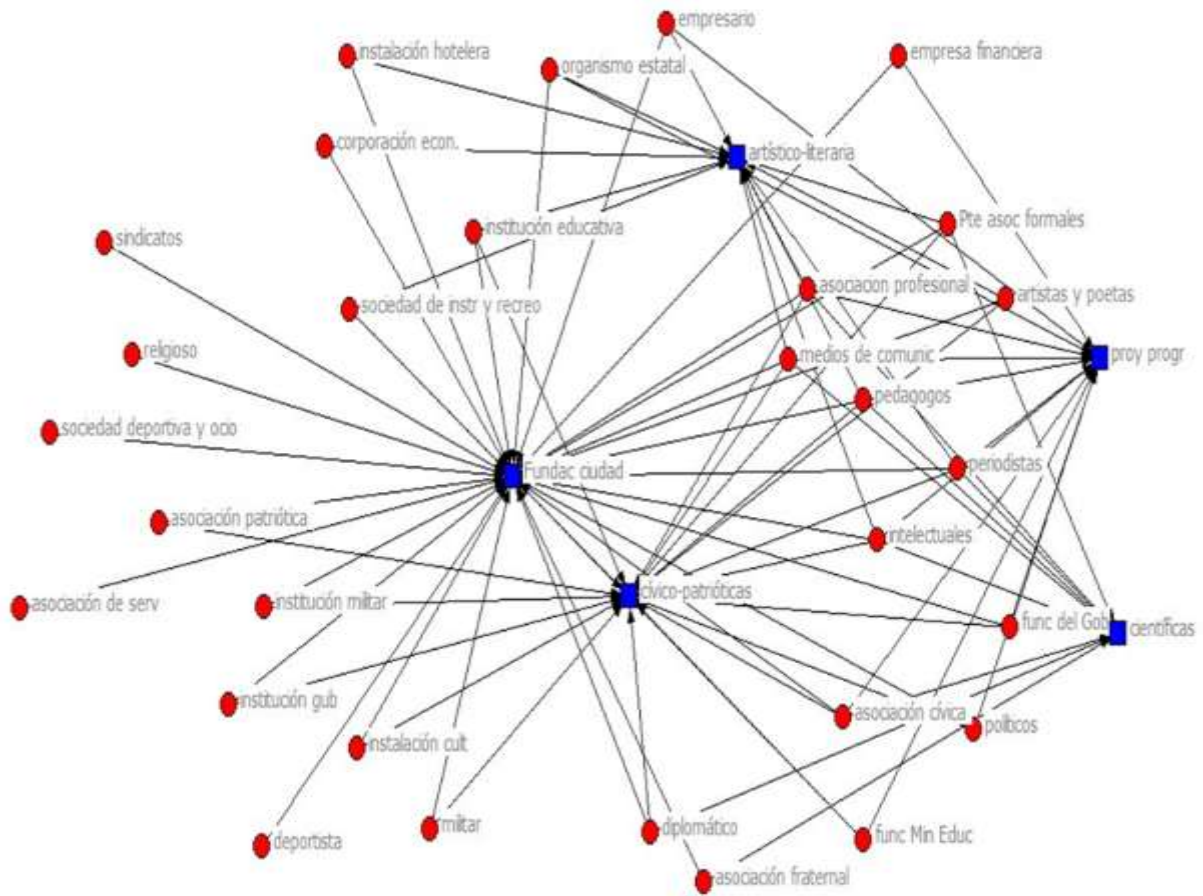 empresario
instalación hotelera
organismo estatal
empresa financiera
corporación econ.
artístico-literaria
institución educativa
Pte asoc formales
sindicatos
asociacion profesional
artistas y poetas
sociedad de instr y recreo
religioso
medios de comunic
proy progr
pedagogos
sociedad deportiva y ocio
Fundac ciudad
periodistas
asociación patriótica
intelectuales
cívico-patrióticas
asociación de serv
institución militar
func del Gob
científicas
institución gub
asociación cívica
políticos
instalación cult
militar
diplomático
deportista
func Min Educ
asociación fraternal